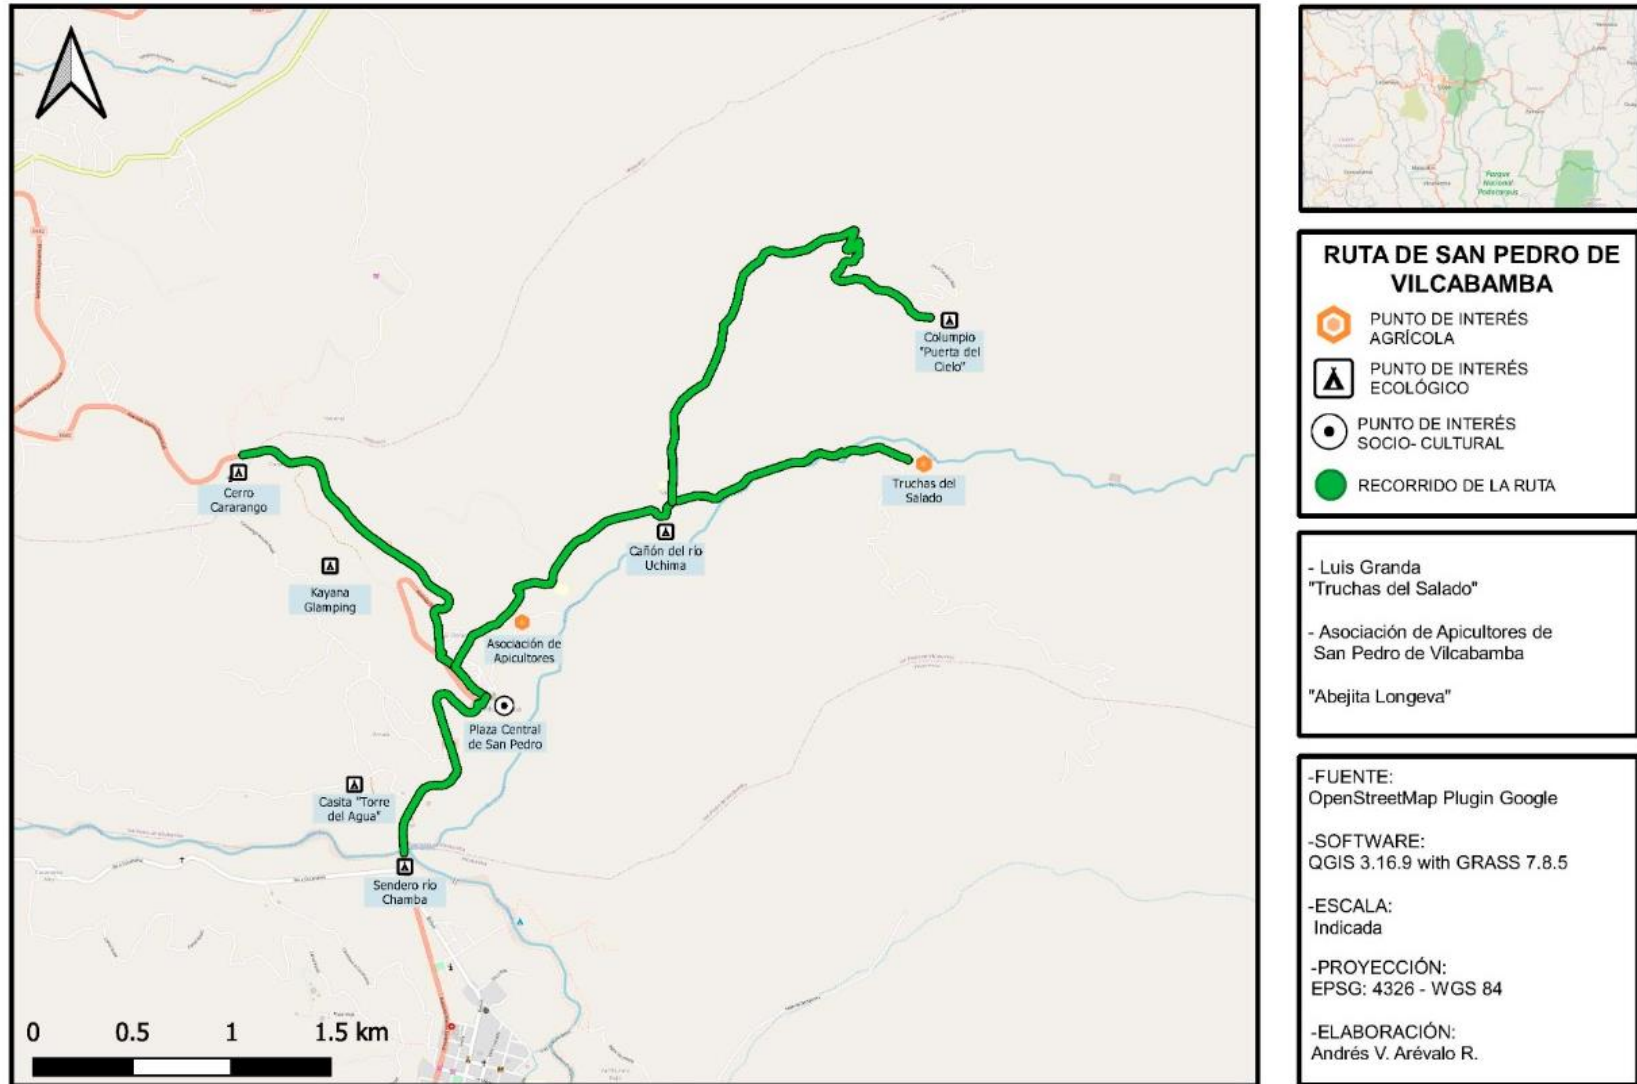 Columpio
"Puerta del
Cielo"
Truchas del
Salado
Cerro
Cararango
Cañón del río
Uchima
Kayana
Glamping
Asociación de
Apicultores
Plaza Central
de San Pedro
Casita "Torre
del Agua"
Sendero río
Chamba
0 0.5 1 1.5 km
Parque
Nacional
Podocarpus
RUTA DE SAN PEDRO DE
VILCABAMBA
PUNTO DE INTERÉS
AGRÍCOLA
PUNTO DE INTERÉS
ECOLÓGICO
PUNTO DE INTERÉS
SOCIO- CULTURAL
RECORRIDO DE LA RUTA
- Luis Granda
"Truchas del Salado"
- Asociación de Apicultores de
San Pedro de Vilcabamba
"Abejita Longeva"
-FUENTE:
OpenStreetMap Plugin Google
-SOFTWARE:
QGIS 3.16.9 with GRASS 7.8.5
-ESCALA:
Indicada
-PROYECCIÓN:
EPSG: 4326 - WGS 84
-ELABORACIÓN:
Andrés V. Arévalo R.